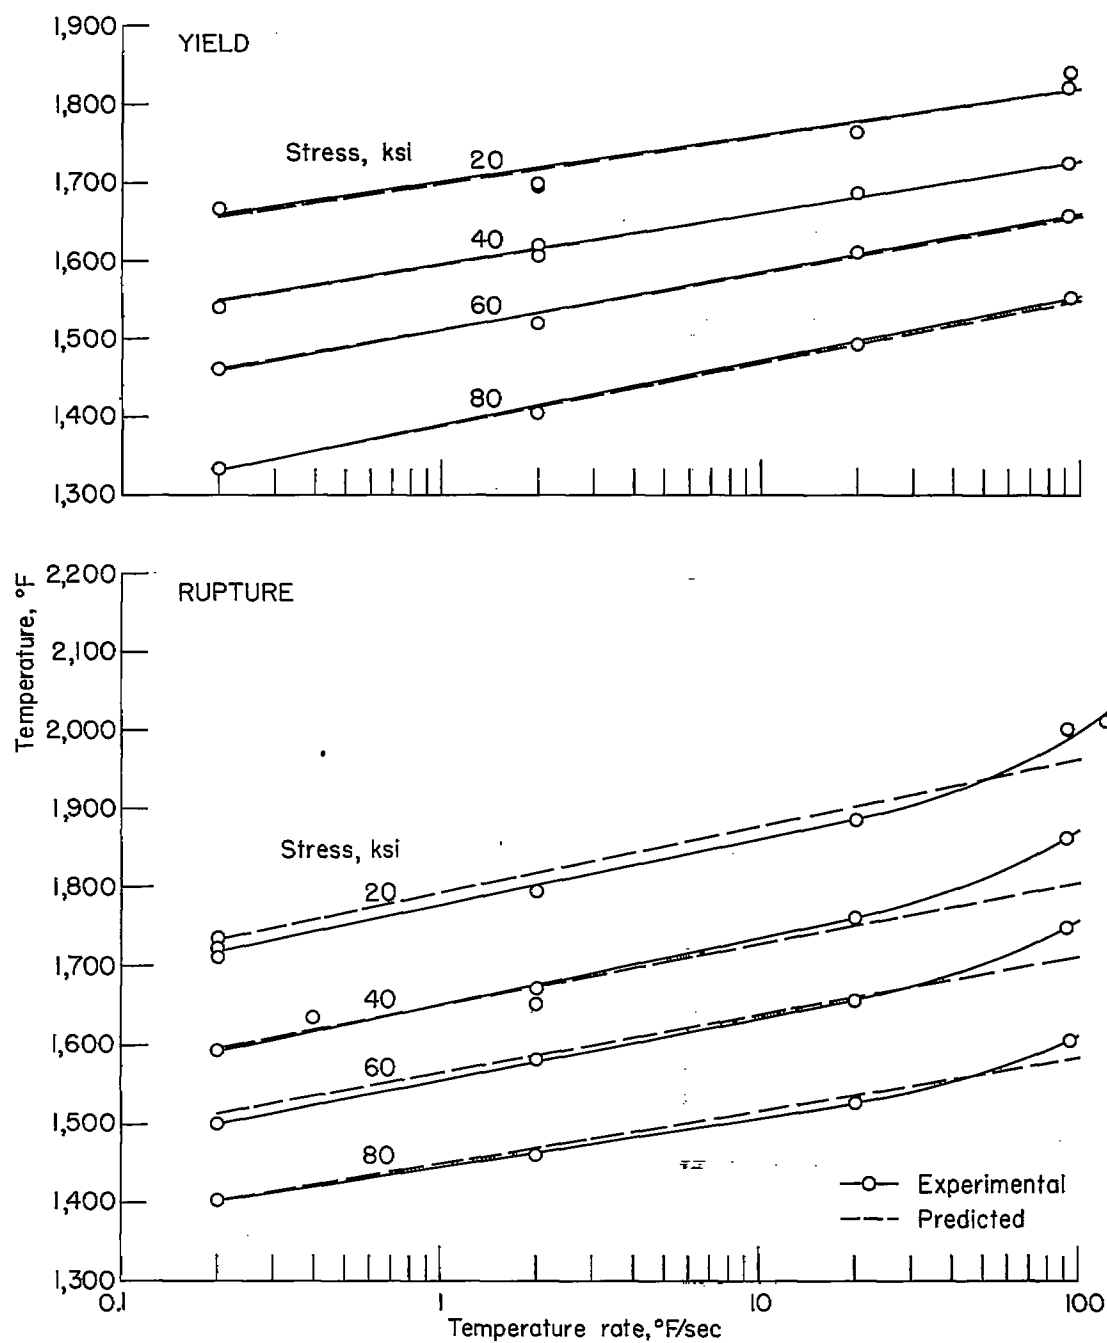 1,900
YIELD
1,800
Stress, ksi
20
1,700
40
1,600
60
1,500
80
1,400
1,300
Temperature, °F
2,200
RUPTURE
2,100
2,000
1,900
Stress, ksi
20
1,800
1,700
40
1,600
60
1,500
80
1,400
Experimental
Predicted
1,300
0.1 1 10 100
Temperature rate, °F/sec